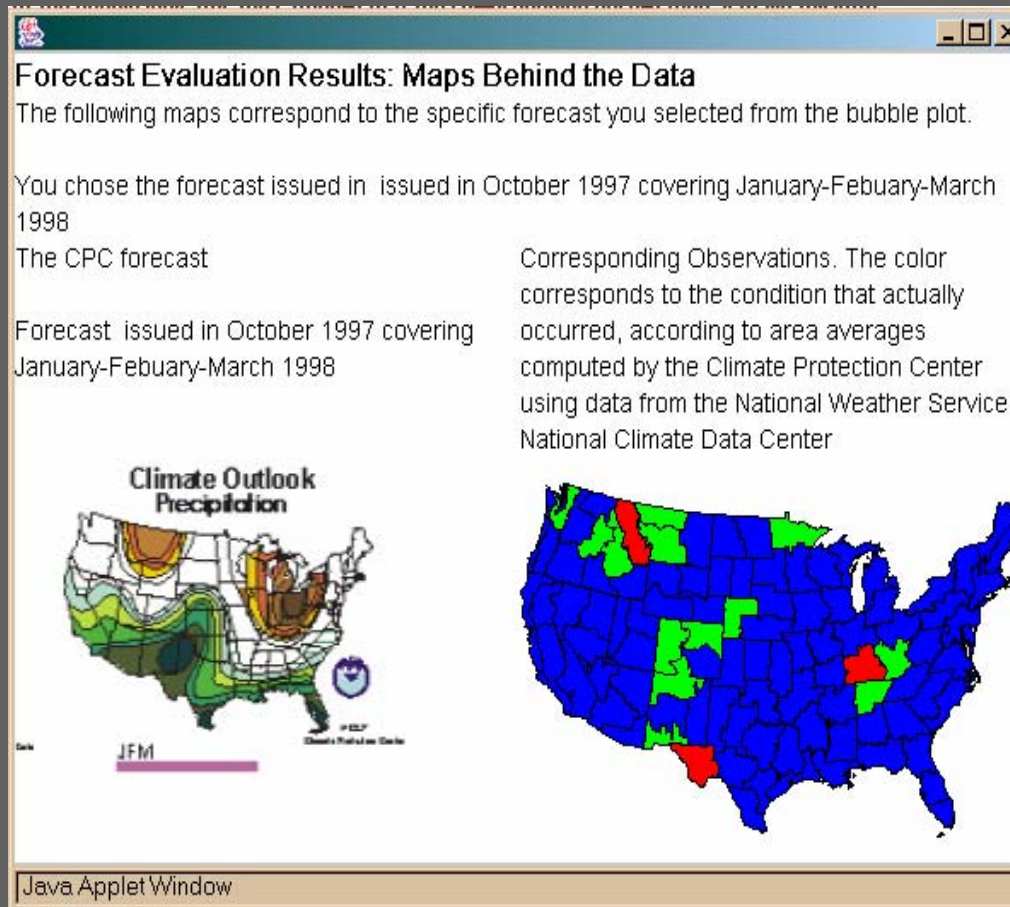 Forecast Evaluation Results: Maps Behind the Data
The following maps correspond to the specific forecast you selected from the bubble plot.
You chose the forecast issued in issued in October 1997 covering January-Febuary-March
1998
The CPC forecast
Forecast issued in October 1997 covering
January-Febuary-March 1998
Corresponding Observations. The color
corresponds to the condition that actually
occurred, according to area averages
computed by the Climate Protection Center
using data from the National Weather Service
National Climate Data Center
Climate Outlook
Precipitation
JFM
Java Applet Window